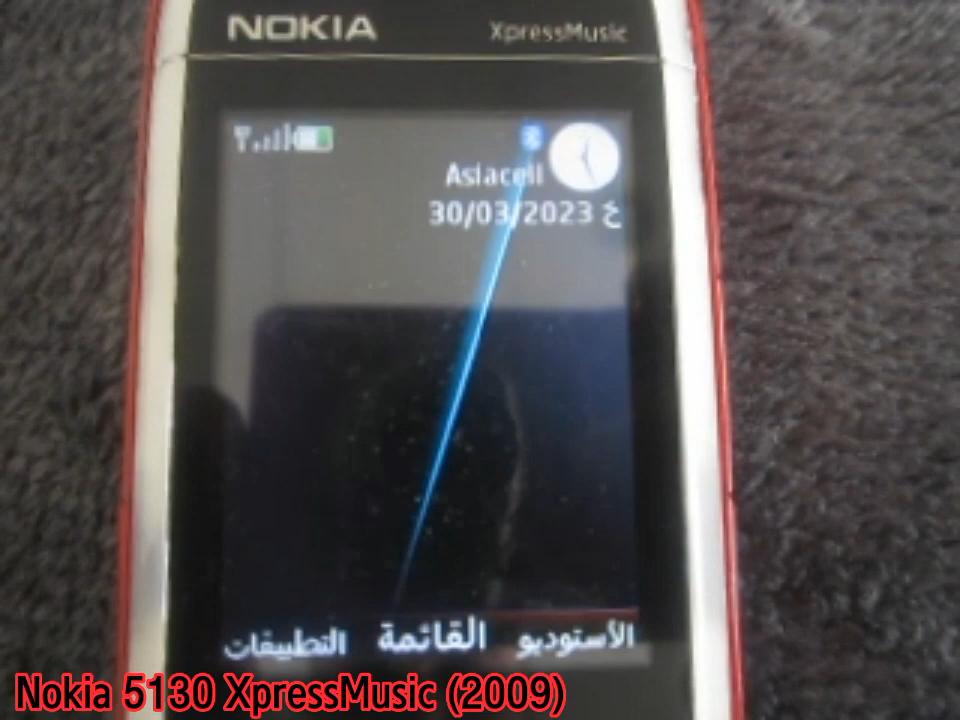 NOKIA XpressMusic
Asiacell
30/03/2023 ع
الأستوديو القائمة التطبيقات
Nokia 5130 XpressMusic (2009)